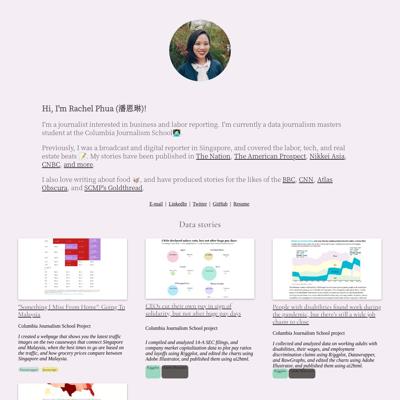 Hi, I'm Rachel Phua (潘恩琳)!
I'm a journalist interested in business and labor reporting. I'm currently a data journalism masters
student at the Columbia Journalism School
Previously, I was a broadcast and digital reporter in Singapore, and covered the labor, tech, and real
estate beats. My stories have been published in The Nation, The American Prospect, Nikkei Asia,
CNBC, and more.
I also love writing about food, and have produced stories for the likes of the BBC, CNN, Atlas
Obscura, and SCMP's Goldthread.
E-mail | LinkedIn | Twitter | GitHub | Resume
Data stories
"Something I Miss From Home": Going To
Malaysia
Columbia Journalism School Project
I created a webpage that shows you the latest traffic
images on the two causeways that connect Singapore
and Malaysia, when the best times to go are based on
the traffic, and how grocery prices compare between
Singapore and Malaysia.
CEOs cut their own pay in sign of
solidarity, but not after huge pay days
Columbia Journalism School project
I compiled and analyzed 14-A SEC filings, and
company market capitalization data to plot pay ratios
and layoffs using Ggplot, and edited the charts using
Adobe Illustrator, and published them using ai2html.
People with disabilities found work during
the pandemic, but there's still a wide job
chasm to close
Columbia Journalism School project
I collected and analyzed data on working adults with
disabilities, their wages, and employment
discrimination claims using Ggplot, Datawrapper,
and RawGraphs, and edited the charts using Adobe
Illustrator, and published them using ai2html.